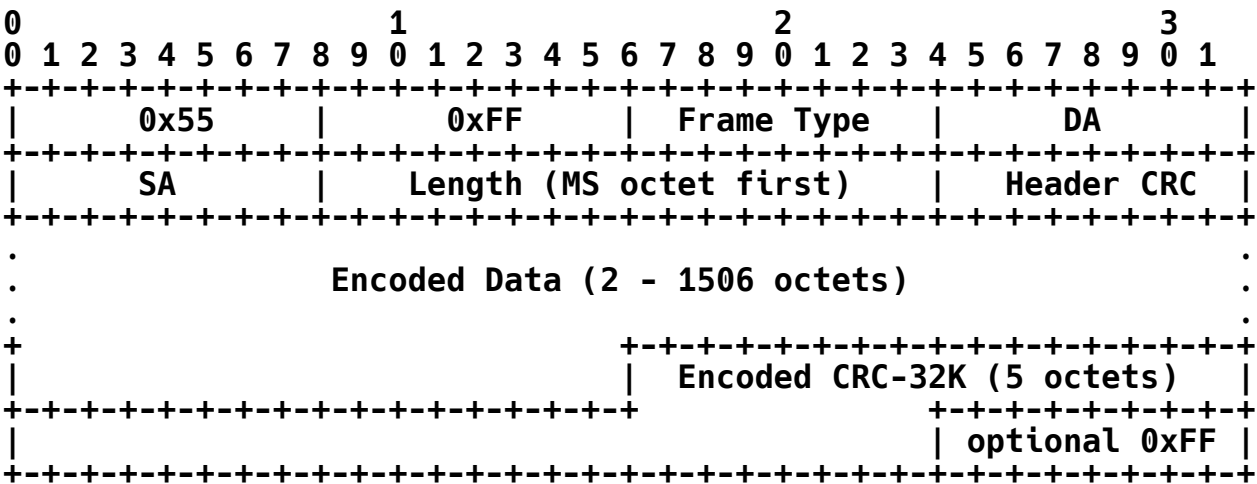 0                   1                   2                   3
0 1 2 3 4 5 6 7 8 9 0 1 2 3 4 5 6 7 8 9 0 1 2 3 4 5 6 7 8 9 0 1
+-+-+-+-+-+-+-+-+-+-+-+-+-+-+-+-+-+-+-+-+-+-+-+-+-+-+-+-+-+-+-+-+
|      0x55     |      0xFF     |  Frame Type   |      DA       |
+-+-+-+-+-+-+-+-+-+-+-+-+-+-+-+-+-+-+-+-+-+-+-+-+-+-+-+-+-+-+-+-+
|      SA       |    Length (MS octet first)    |   Header CRC  |
+-+-+-+-+-+-+-+-+-+-+-+-+-+-+-+-+-+-+-+-+-+-+-+-+-+-+-+-+-+-+-+-+
.                                                               .
.                Encoded Data (2 - 1506 octets)                 .
.                                                               .
+                               +-+-+-+-+-+-+-+-+-+-+-+-+-+-+-+-+
|                               |  Encoded CRC-32K (5 octets)   |
+-+-+-+-+-+-+-+-+-+-+-+-+-+-+-+-+               +-+-+-+-+-+-+-+-+
|                                               | optional 0xFF |
+-+-+-+-+-+-+-+-+-+-+-+-+-+-+-+-+-+-+-+-+-+-+-+-+-+-+-+-+-+-+-+-+